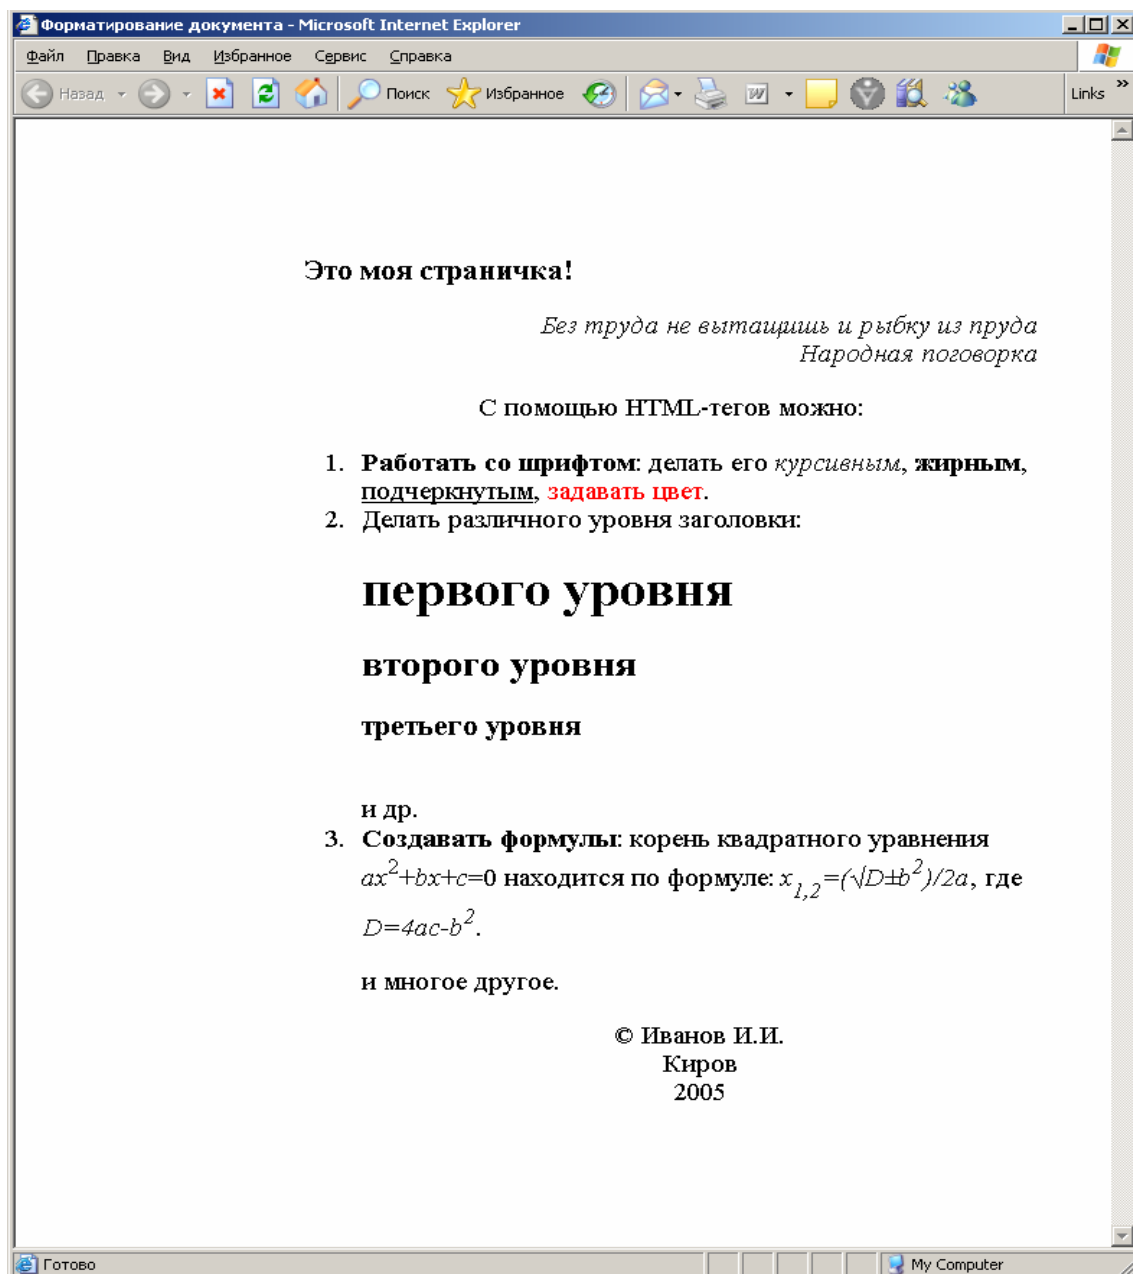 Форматирование документа - Microsoft Internet Explorer
Файл Правка Вид Избранное Сервис Справка
Назад Поиск Избранное Links »
Это моя страничка!
Без труда не вытащишь и рыбку из пруда
Народная поговорка
С помощью HTML-тегов можно:
1. Работать со шрифтом: делать его курсивным, жирным,
подчеркнутым, задавать цвет.
2. Делать различного уровня заголовки:
первого уровня
второго уровня
третьего уровня
и др.
3. Создавать формулы: корень квадратного уравнения
ax²+bx+c=0 находится по формуле: x₁,₂=(√D±b²)/2a, где
D=4ac-b².
и многое другое.
© Иванов И.И.
Киров
2005
Готово My Computer